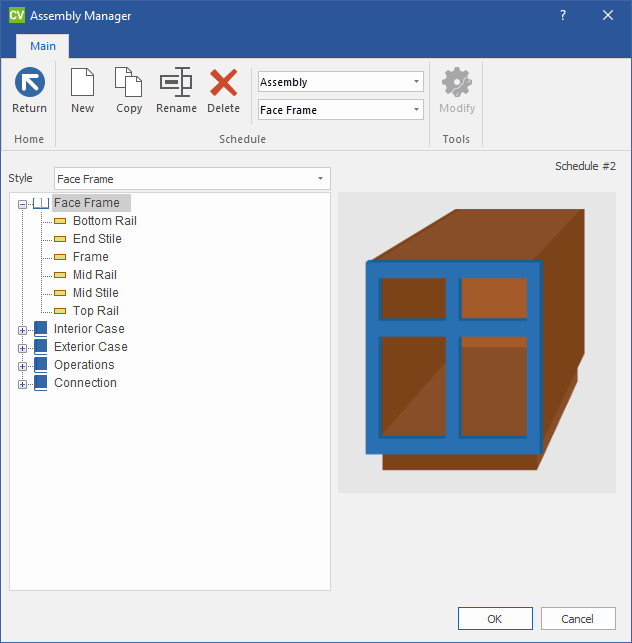 CV Assembly Manager ?
Main
Return New Copy Rename Delete Assembly Face Frame Modify
Home Schedule Tools
Schedule #2
Style Face Frame
Face Frame
Bottom Rail
End Stile
Frame
Mid Rail
Mid Stile
Top Rail
Interior Case
Exterior Case
Operations
Connection
OK Cancel